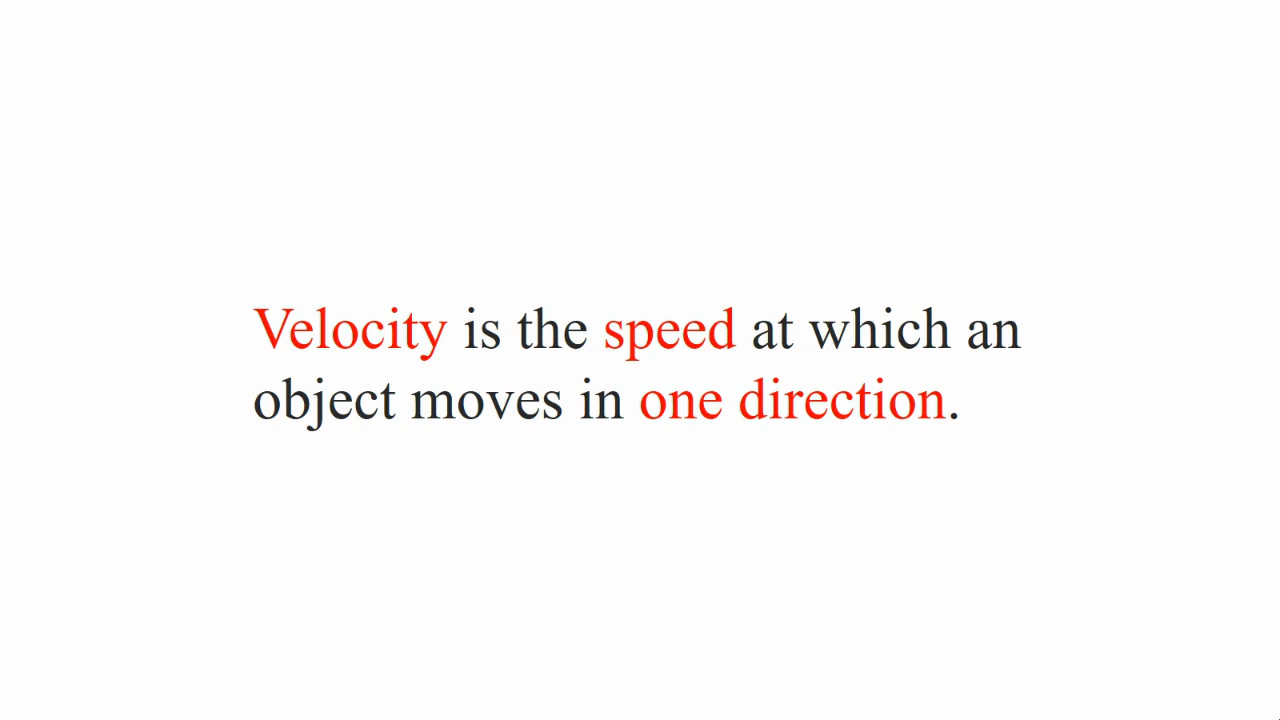 Velocity is the speed at which an
object moves in one direction.